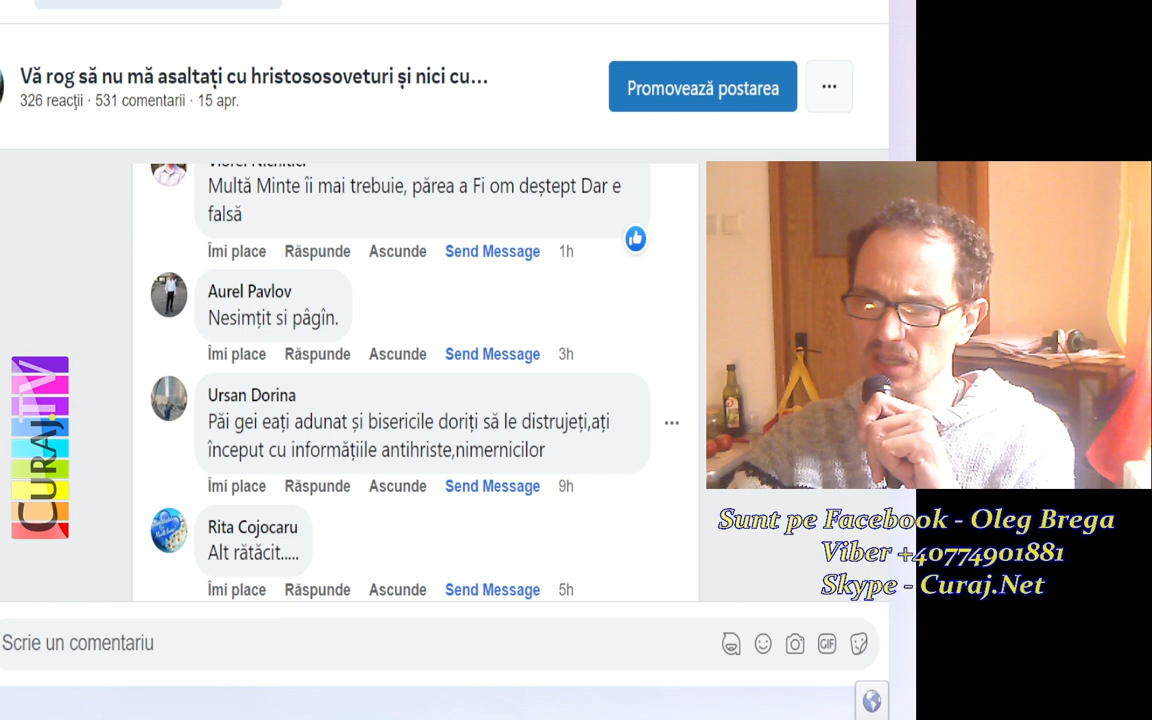 Vă rog să nu mă asaltați cu hristososoveturi și nici cu...
326 reacții · 531 comentarii · 15 apr.
Promovează postarea
Multă Minte îi mai trebuie, părea a Fi om deștept Dar e
falsă
Îmi place Răspunde Ascunde Send Message 1h
Aurel Pavlov
Nesimțit si pâgîn.
Îmi place Răspunde Ascunde Send Message 3h
Ursan Dorina
Păi gei eați adunat și bisericile doriți să le distrujeți,ați
început cu informățiile antihriste,nimernicilor
Îmi place Răspunde Ascunde Send Message 9h
Rita Cojocaru
Alt rătăcit.....
Îmi place Răspunde Ascunde Send Message 5h
Scrie un comentariu
GIF
CURAJ.TV
Sunt pe Facebook - Oleg Brega
Viber +40774901881
Skype - Curaj.Net